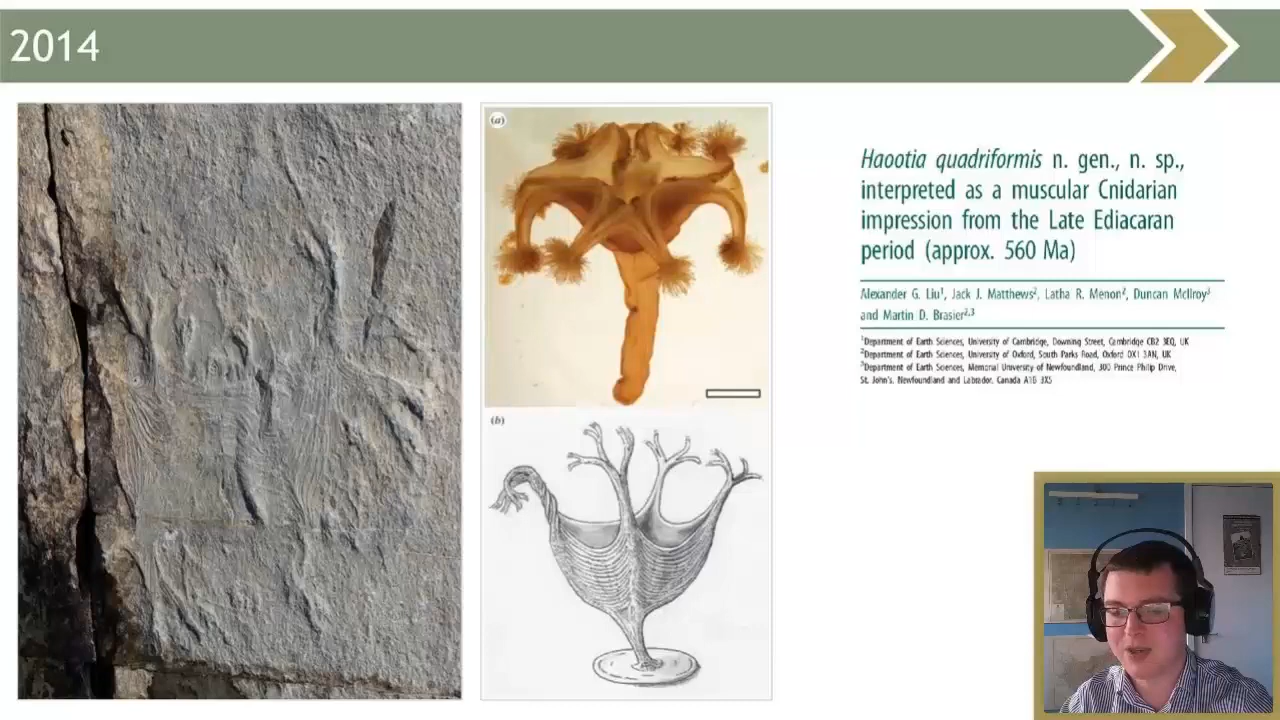 2014
(a)
(b)
Haootia quadriformis n. gen., n. sp.,
interpreted as a muscular Cnidarian
impression from the Late Ediacaran
period (approx. 560 Ma)
Alexander G. Liu¹, Jack J. Matthews², Latha R. Menon², Duncan McIlroy³
and Martin D. Brasier²,³
¹Department of Earth Sciences, University of Cambridge, Downing Street, Cambridge CB2 3EQ, UK
²Department of Earth Sciences, University of Oxford, South Parks Road, Oxford OX1 3AN, UK
³Department of Earth Sciences, Memorial University of Newfoundland, 300 Prince Philip Drive,
St. John's, Newfoundland and Labrador, Canada A1B 3X5